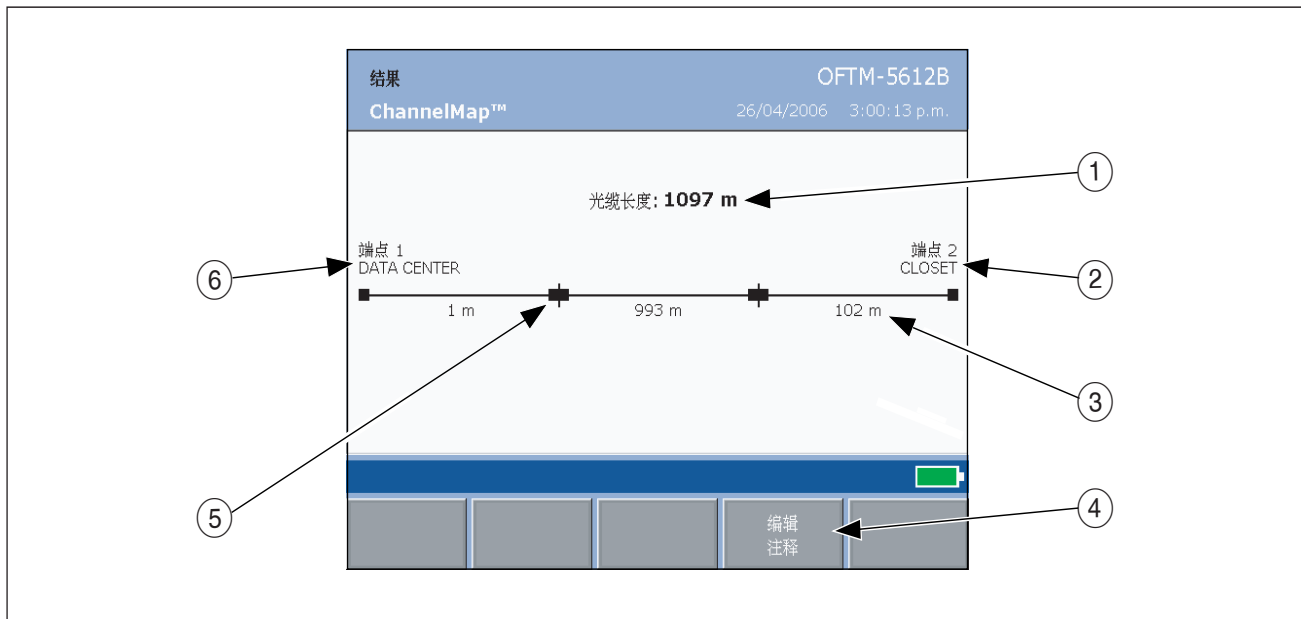 结果
OFTM-5612B
ChannelMap™
26/04/2006 3:00:13 p.m.
①
光缆长度: 1097 m
端点 1
DATA CENTER
端点 2
CLOSET
⑥
②
1 m
993 m
102 m
③
⑤
④
编辑
注释